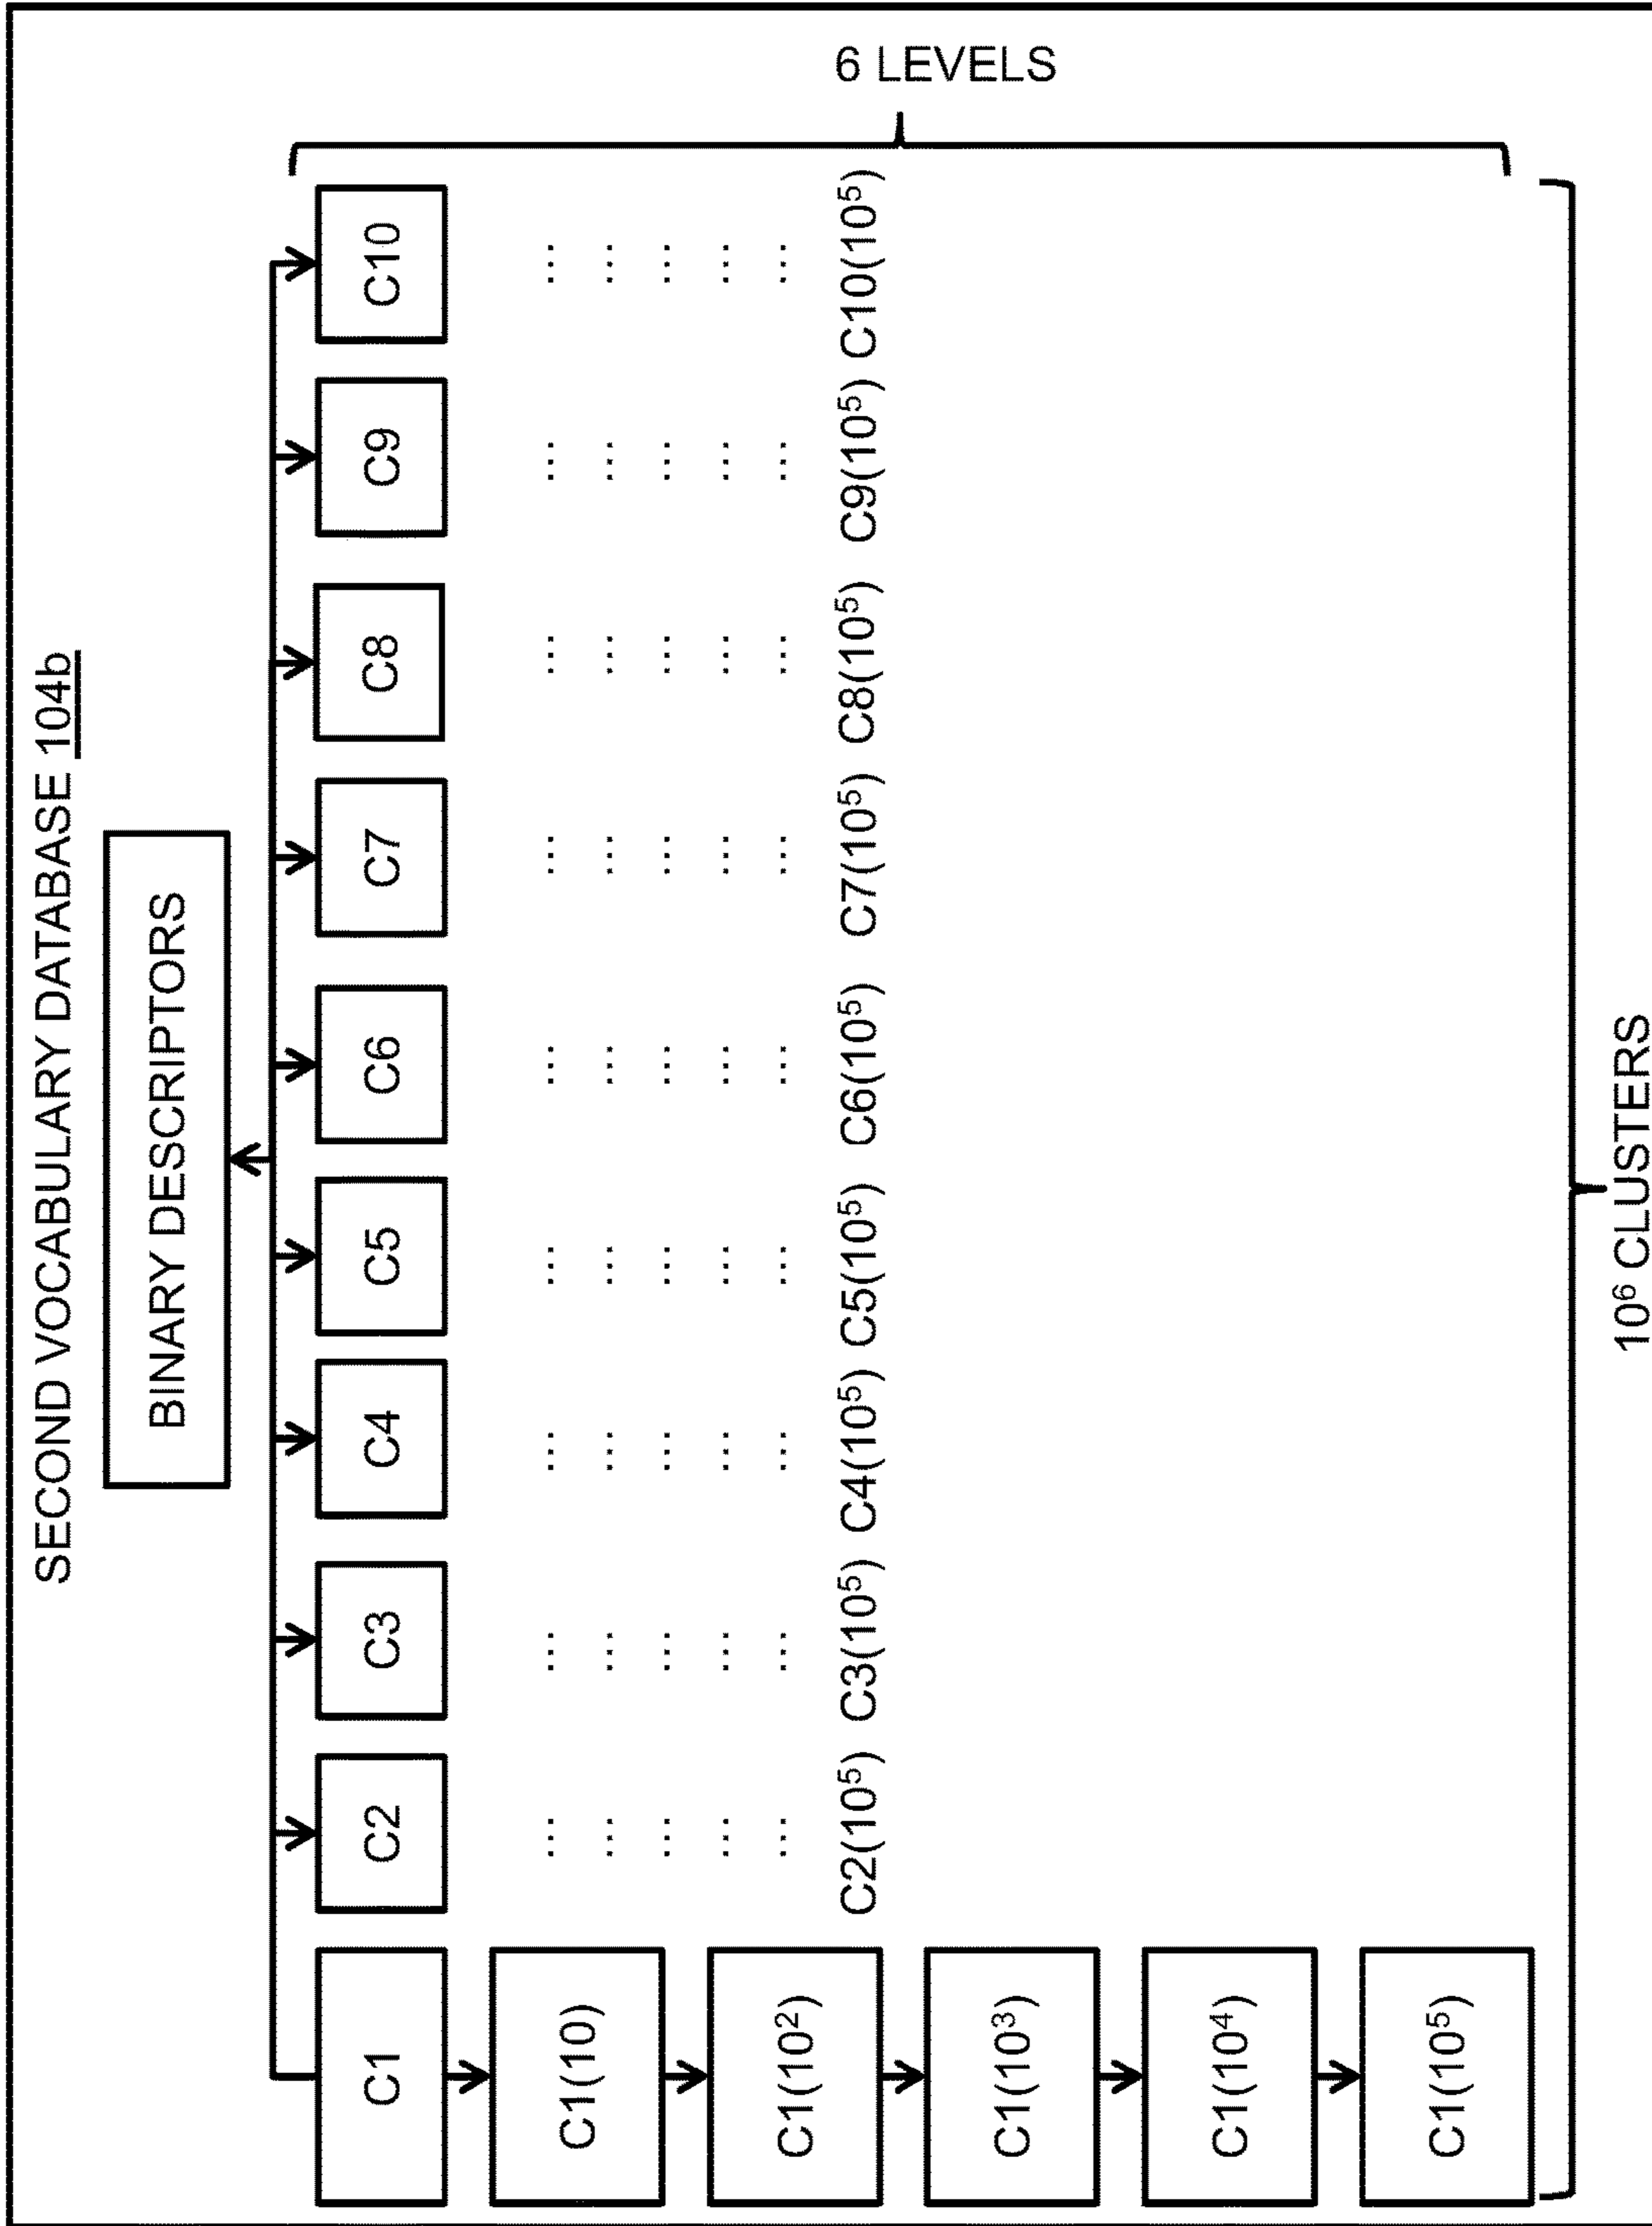 SECOND VOCABULARY DATABASE 104b
BINARY DESCRIPTORS
C1 C2 C3 C4 C5 C6 C7 C8 C9 C10
C1(10) ... ... ... ... ... ... ... ... ...
... ... ... ... ... ... ... ... ...
C1(10²) ... ... ... ... ... ... ... ... ...
... ... ... ... ... ... ... ... ...
... ... ... ... ... ... ... ... ...
C2(10⁵) C3(10⁵) C4(10⁵) C5(10⁵) C6(10⁵) C7(10⁵) C8(10⁵) C9(10⁵) C10(10⁵)
C1(10³)
C1(10⁴)
C1(10⁵)
6 LEVELS
10⁶ CLUSTERS